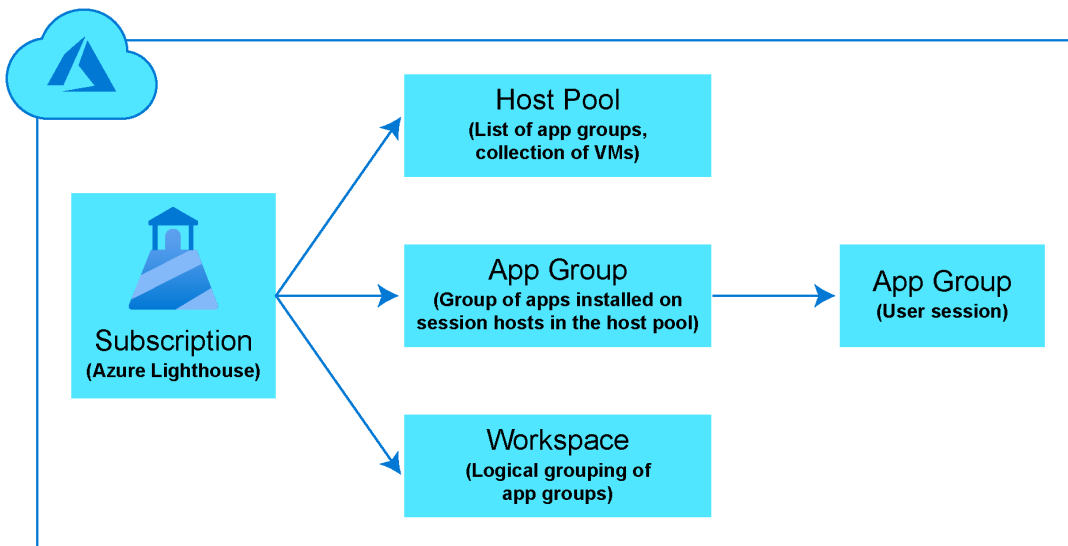 Host Pool
(List of app groups,
collection of VMs)
Subscription
(Azure Lighthouse)
App Group
(Group of apps installed on
session hosts in the host pool)
App Group
(User session)
Workspace
(Logical grouping of
app groups)